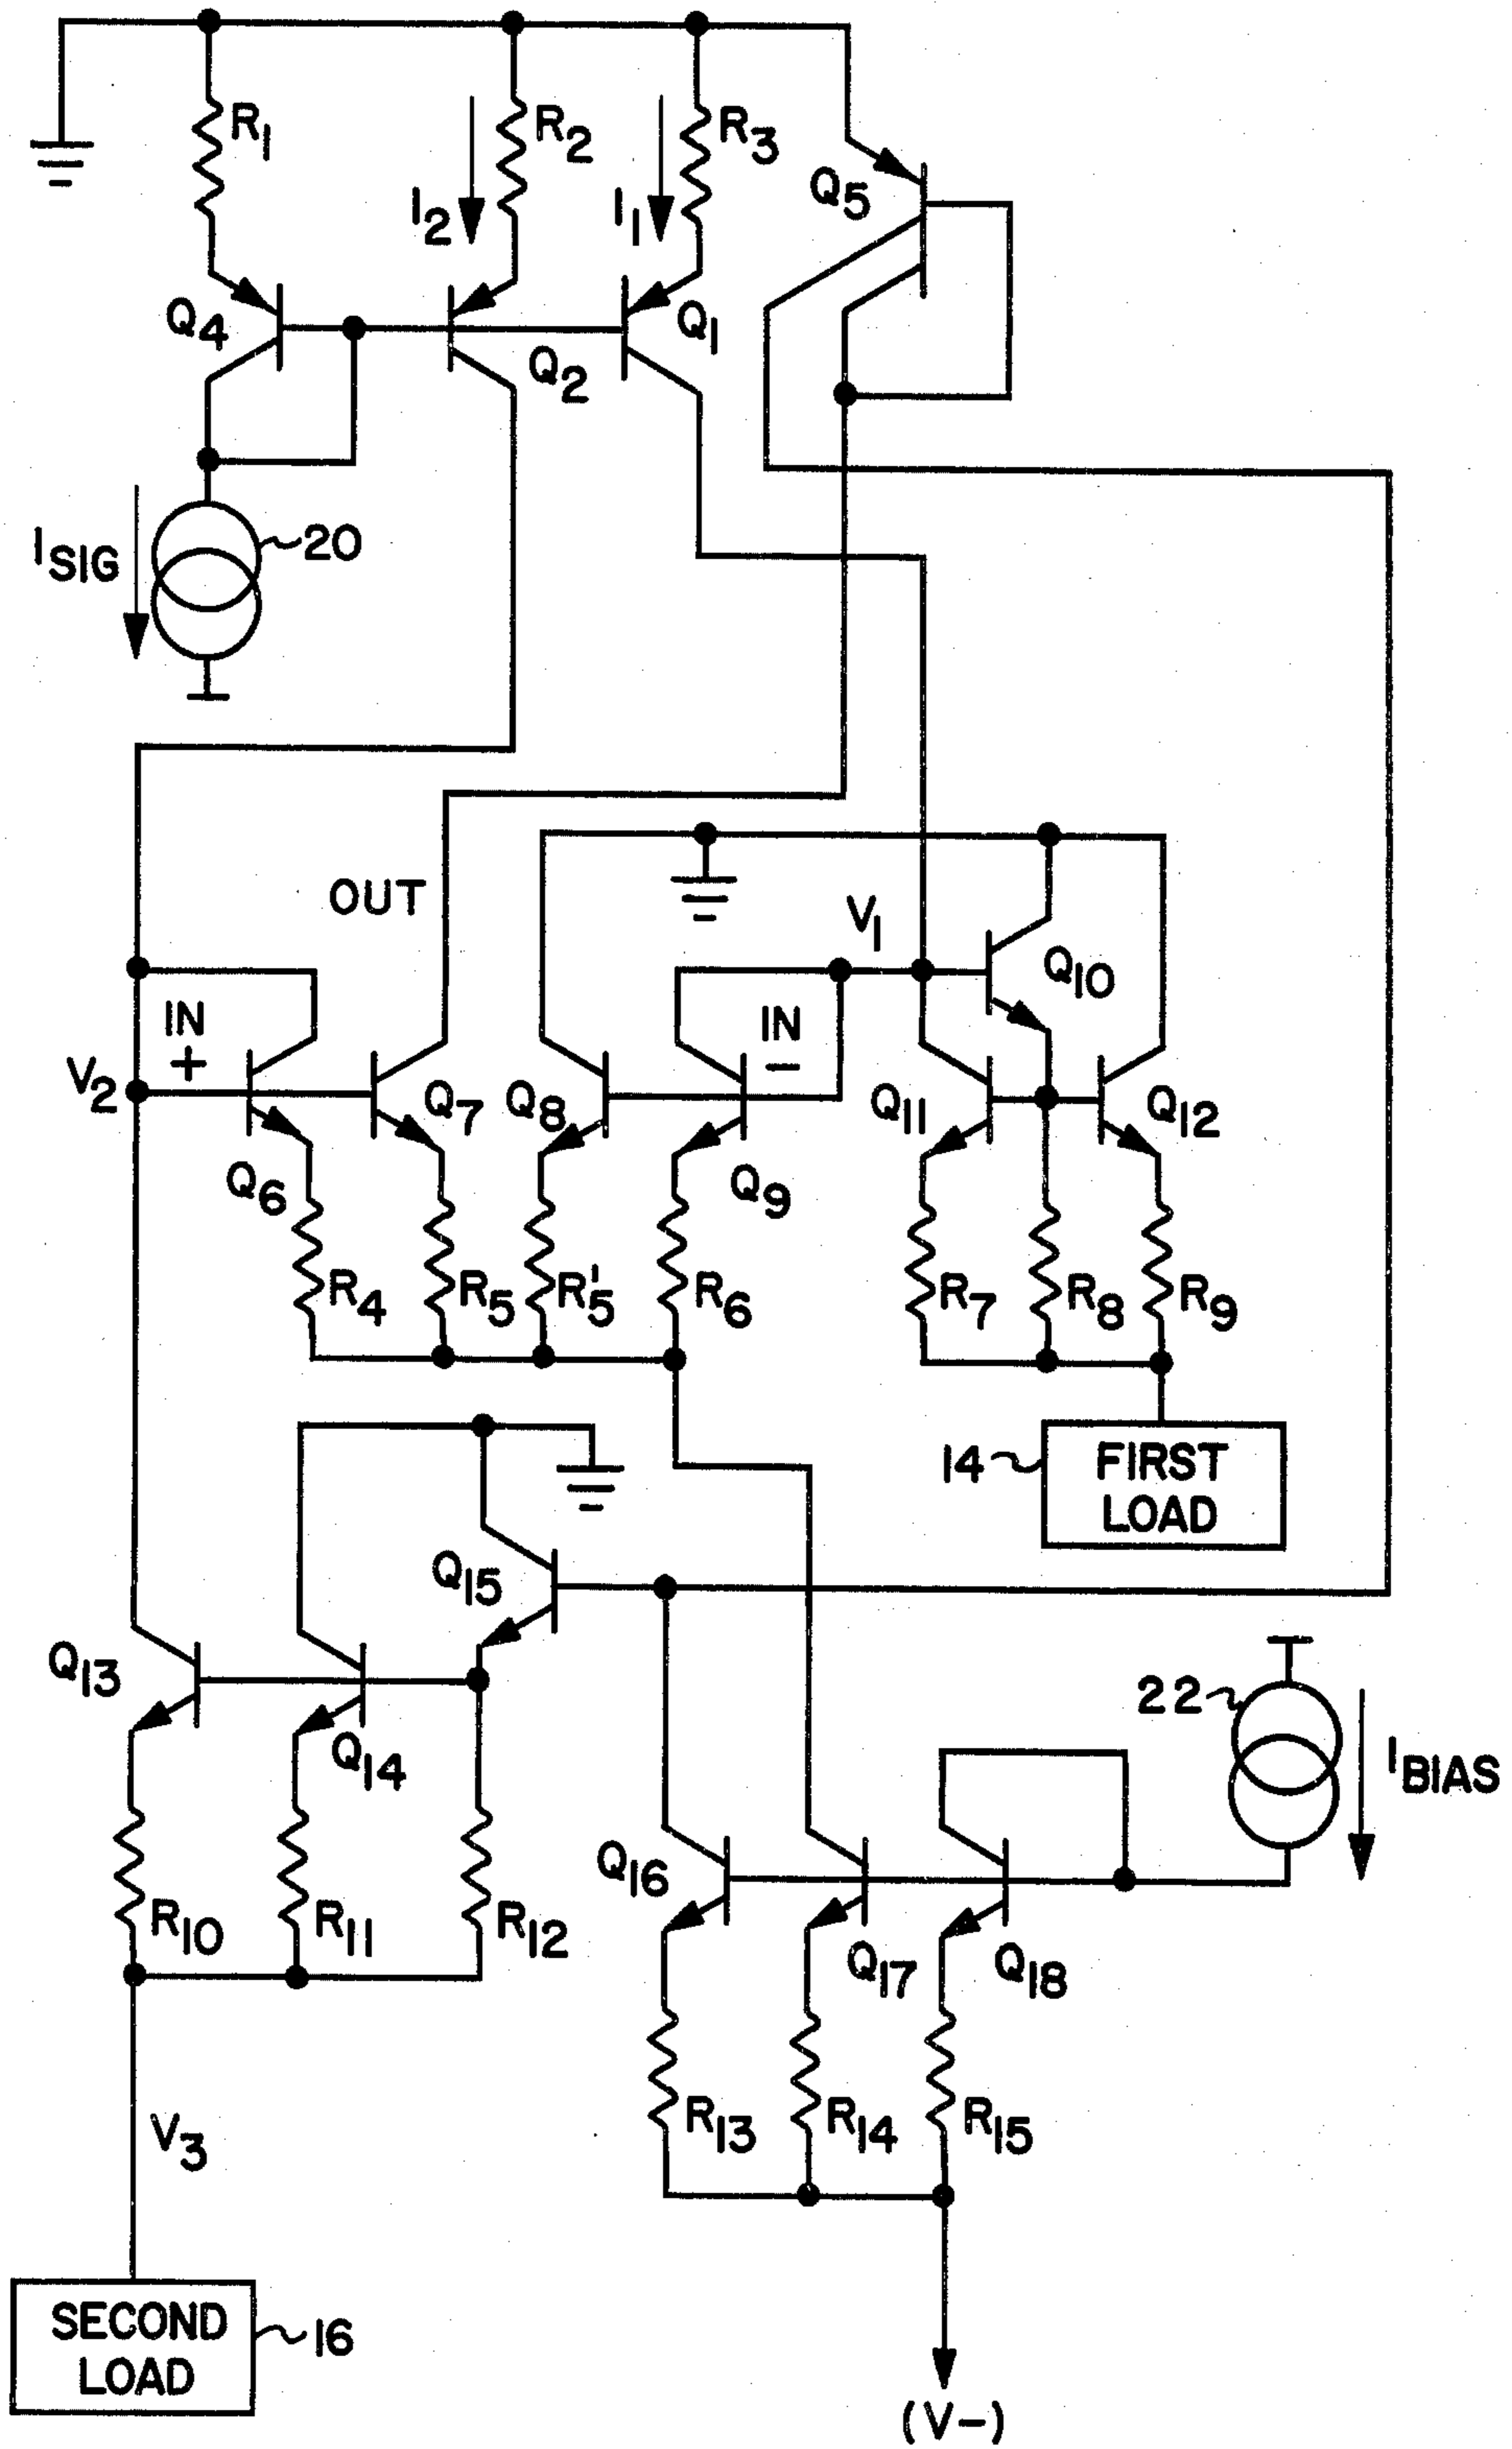 R1
R2
R3
Q5
I2
I1
Q4
Q2
Q1
ISIG
20
OUT
V1
Q10
IN
+
IN
−
V2
Q7
Q8
Q11
Q12
Q6
Q9
R4
R5
R'5
R6
R7
R8
R9
14
FIRST
LOAD
Q15
Q13
Q14
22
IBIAS
Q16
R10
R11
R12
Q17
Q18
R13
R14
R15
V3
SECOND
LOAD
16
(V−)